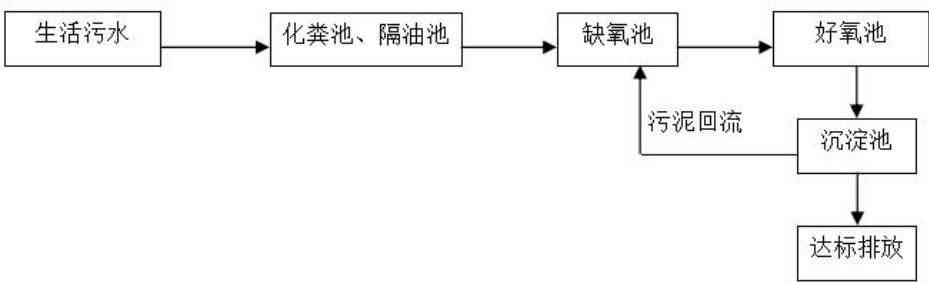 生活污水
化粪池、隔油池
缺氧池
好氧池
污泥回流
沉淀池
达标排放